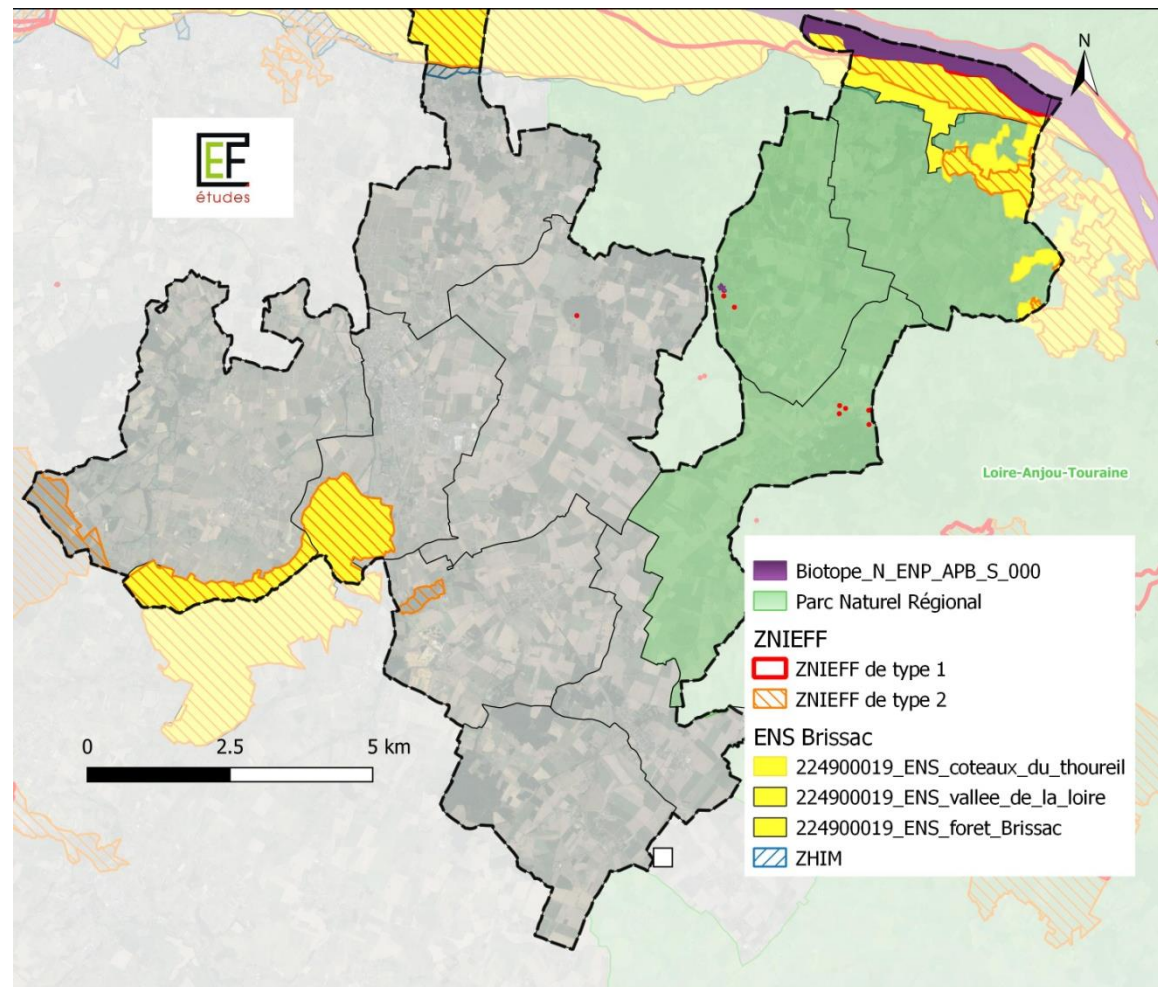 N
EF
études
Loire-Anjou-Touraine
0 2.5 5 km
Biotope_N_ENP_APB_S_000
Parc Naturel Régional
ZNIEFF
ZNIEFF de type 1
ZNIEFF de type 2
ENS Brissac
224900019_ENS_coteaux_du_thoureil
224900019_ENS_vallee_de_la_loire
224900019_ENS_foret_Brissac
ZHIM